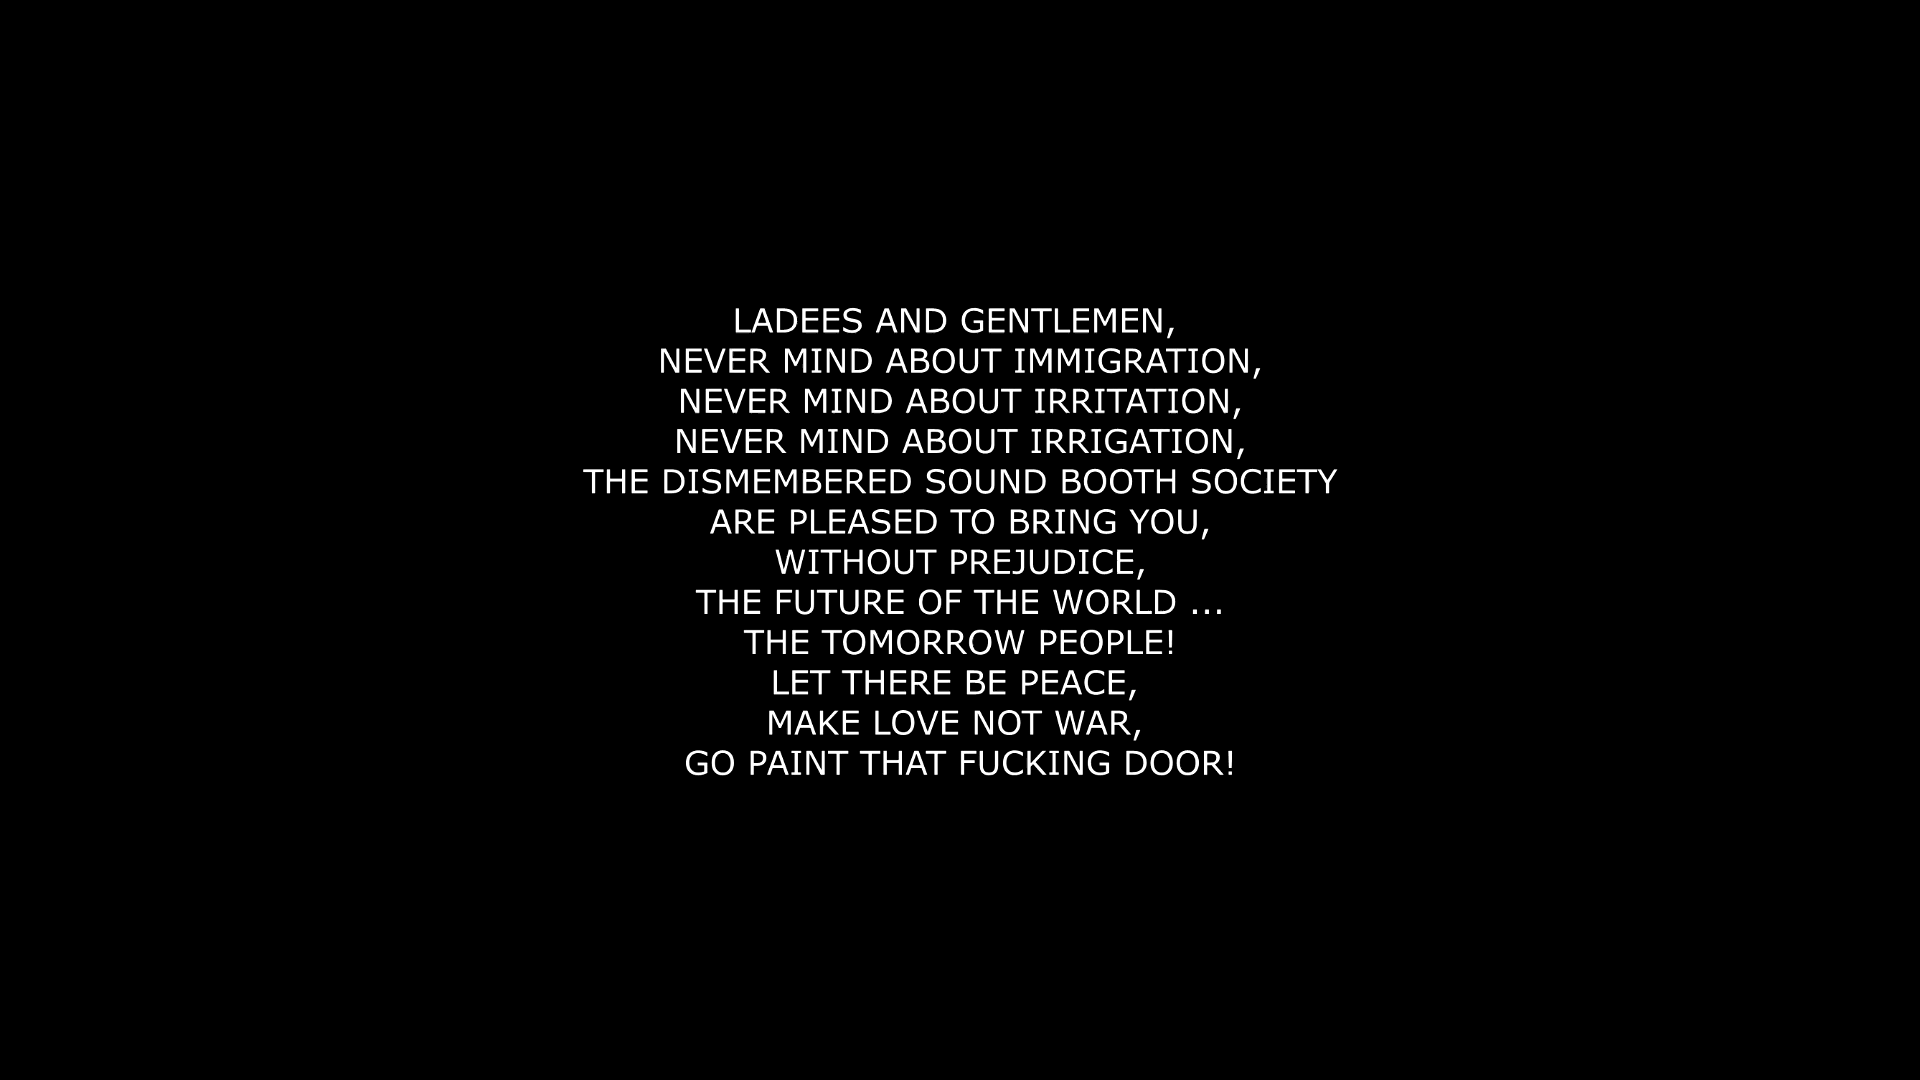 LADEES AND GENTLEMEN,
NEVER MIND ABOUT IMMIGRATION,
NEVER MIND ABOUT IRRITATION,
NEVER MIND ABOUT IRRIGATION,
THE DISMEMBERED SOUND BOOTH SOCIETY
ARE PLEASED TO BRING YOU,
WITHOUT PREJUDICE,
THE FUTURE OF THE WORLD ...
THE TOMORROW PEOPLE!
LET THERE BE PEACE,
MAKE LOVE NOT WAR,
GO PAINT THAT FUCKING DOOR!